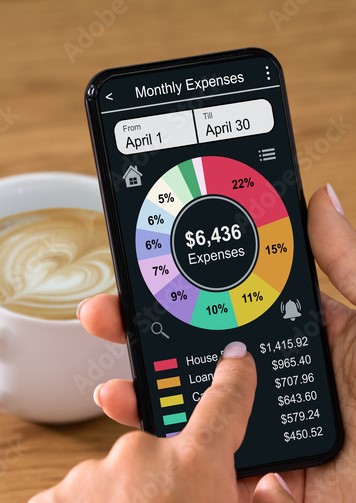 Monthly Expenses
From
April 1
Till
April 30
22%
15%
11%
10%
9%
7%
6%
6%
5%
$6,436
Expenses
House $1,415.92
Loan $965.40
$707.96
$643.60
$579.24
$450.52